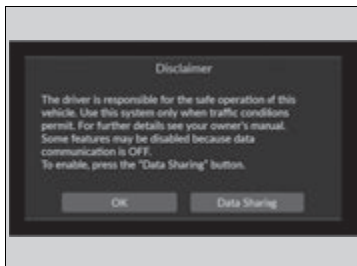 Disclaimer
The driver is responsible for the safe operation of this
vehicle. Use this system only when traffic conditions
permit. For further details see your owner's manual.
Some features may be disabled because data
communication is OFF.
To enable, press the "Data Sharing" button.
OK
Data Sharing